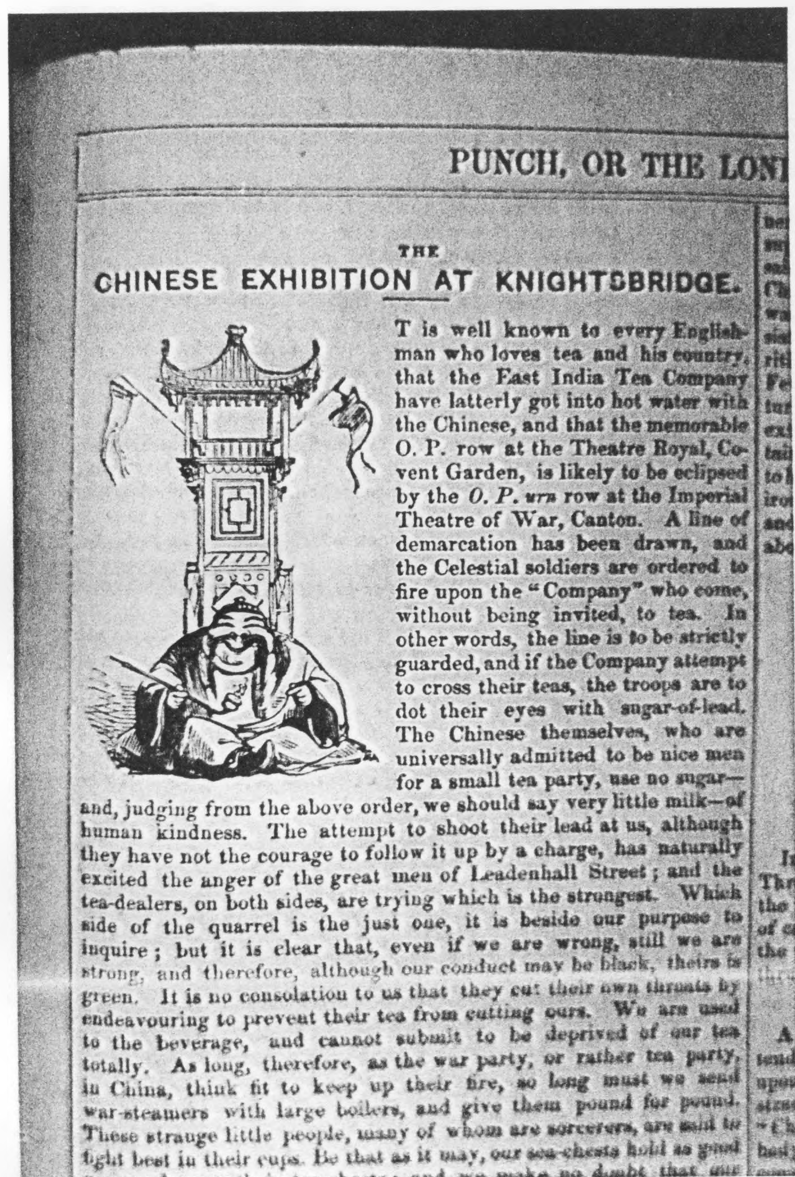 PUNCH, OR THE LON
THE
CHINESE EXHIBITION AT KNIGHTSBRIDGE.
T is well known to every English-
man who loves tea and his country,
that the East India Tea Company
have latterly got into hot water with
the Chinese, and that the memorable
O. P. row at the Theatre Royal, Co-
vent Garden, is likely to be eclipsed
by the O. P. urn row at the Imperial
Theatre of War, Canton. A line of
demarcation has been drawn, and
the Celestial soldiers are ordered to
fire upon the "Company" who come,
without being invited, to tea. In
other words, the line is to be strictly
guarded, and if the Company attempt
to cross their teas, the troops are to
dot their eyes with sugar-of-lead.
The Chinese themselves, who are
universally admitted to be nice men
for a small tea party, use no sugar—
and, judging from the above order, we should say very little milk—of
human kindness. The attempt to shoot their lead at us, although
they have not the courage to follow it up by a charge, has naturally
excited the anger of the great men of Leadenhall Street; and the
tea-dealers, on both sides, are trying which is the strongest. Which
side of the quarrel is the just one, it is beside our purpose to
inquire; but it is clear that, even if we are wrong, still we are
strong, and therefore, although our conduct may be black, theirs is
green. It is no consolation to us that they cut their own throats by
endeavouring to prevent their tea from cutting ours. We are used
to the beverage, and cannot submit to be deprived of our tea
totally. As long, therefore, as the war party, or rather tea party,
in China, think fit to keep up their fire, so long must we send
war-steamers with large boilers, and give them pound for pound.
These strange little people, many of whom are sorcerers, are said to
fight best in their cups. Be that as it may, our sea-chests hold as good
and we make no doubt that our